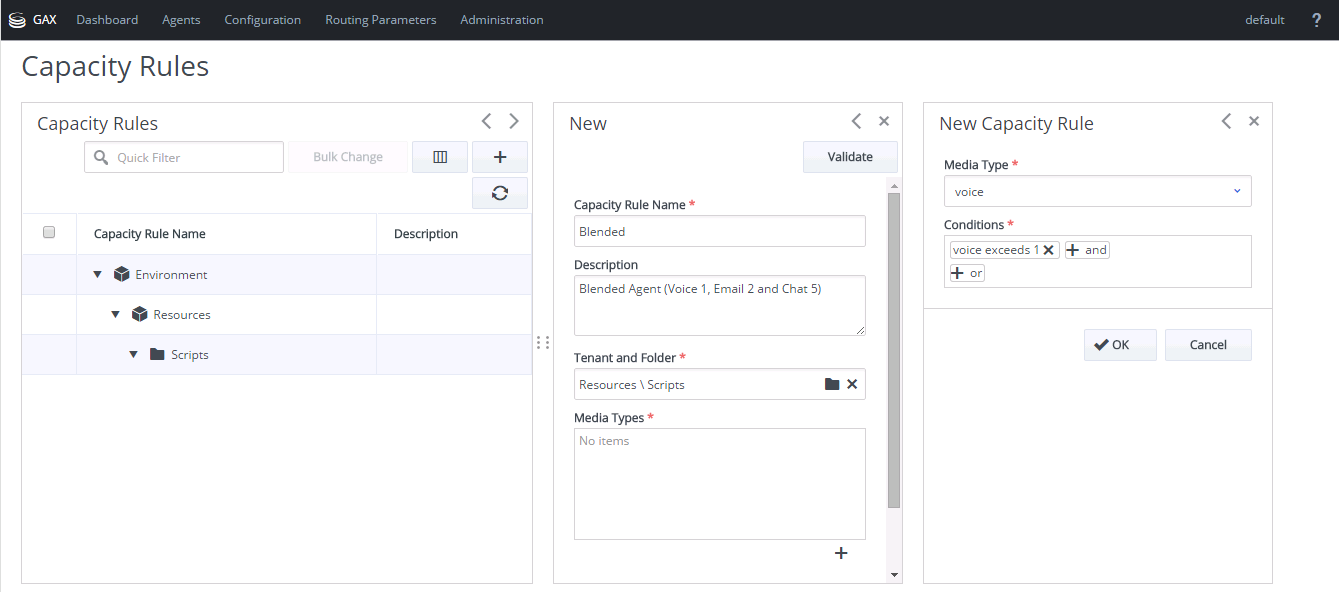 GAX Dashboard Agents Configuration Routing Parameters Administration default ?
Capacity Rules
Capacity Rules
Quick Filter Bulk Change
Capacity Rule Name Description
Environment
Resources
Scripts
New
Validate
Capacity Rule Name *
Blended
Description
Blended Agent (Voice 1, Email 2 and Chat 5)
Tenant and Folder *
Resources \ Scripts
Media Types *
No items
New Capacity Rule
Media Type *
voice
Conditions *
voice exceeds 1 and
or
OK Cancel